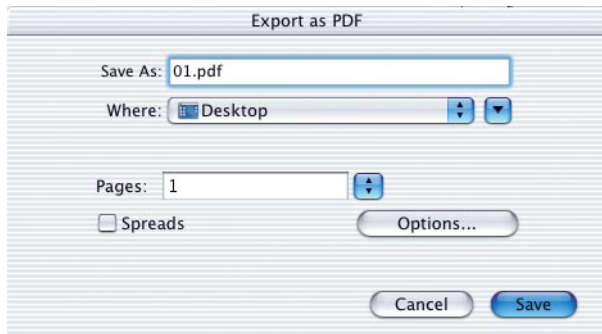 Export as PDF
Save As: 01.pdf
Where: Desktop
Pages: 1
Spreads Options...
Cancel Save